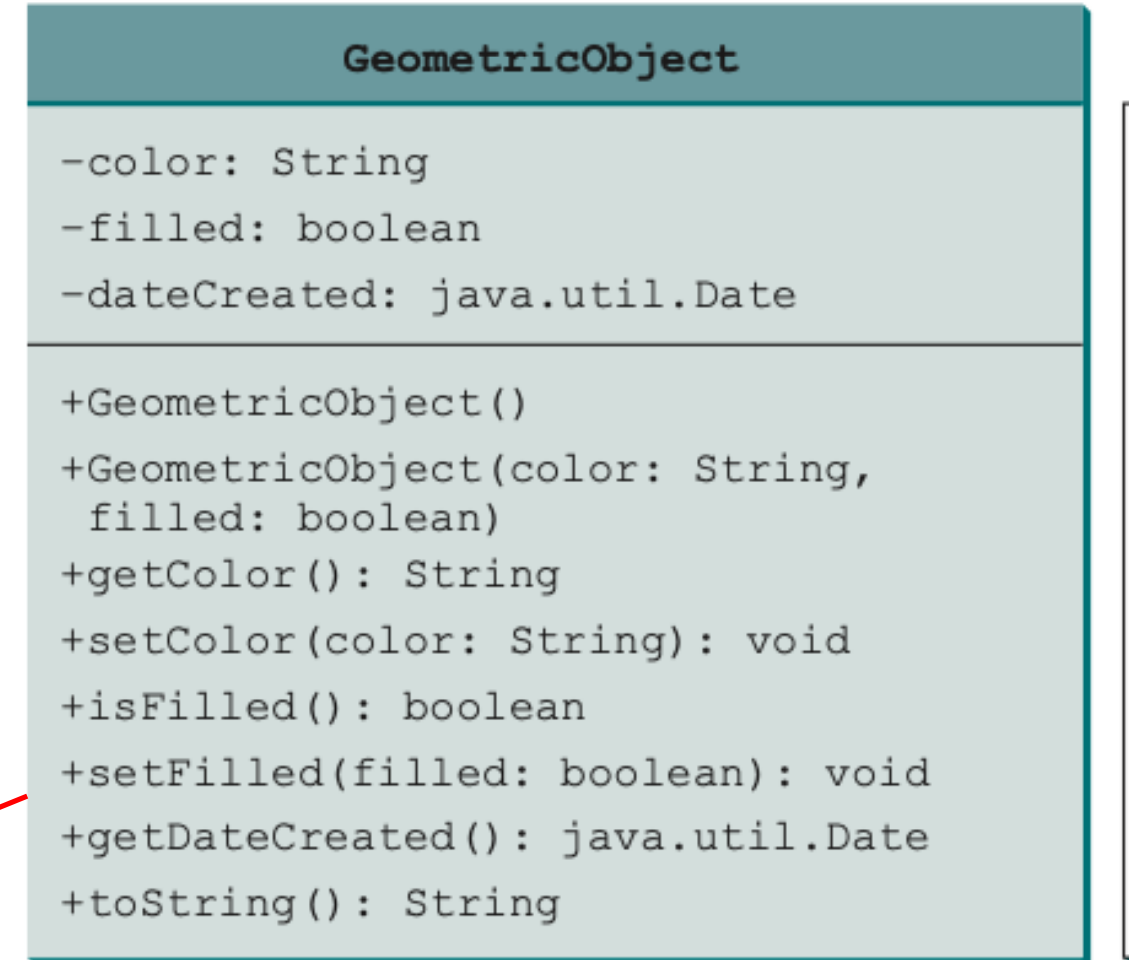 GeometricObject
-color: String
-filled: boolean
-dateCreated: java.util.Date
+GeometricObject()
+GeometricObject(color: String,
filled: boolean)
+getColor(): String
+setColor(color: String): void
+isFilled(): boolean
+setFilled(filled: boolean): void
+getDateCreated(): java.util.Date
+toString(): String